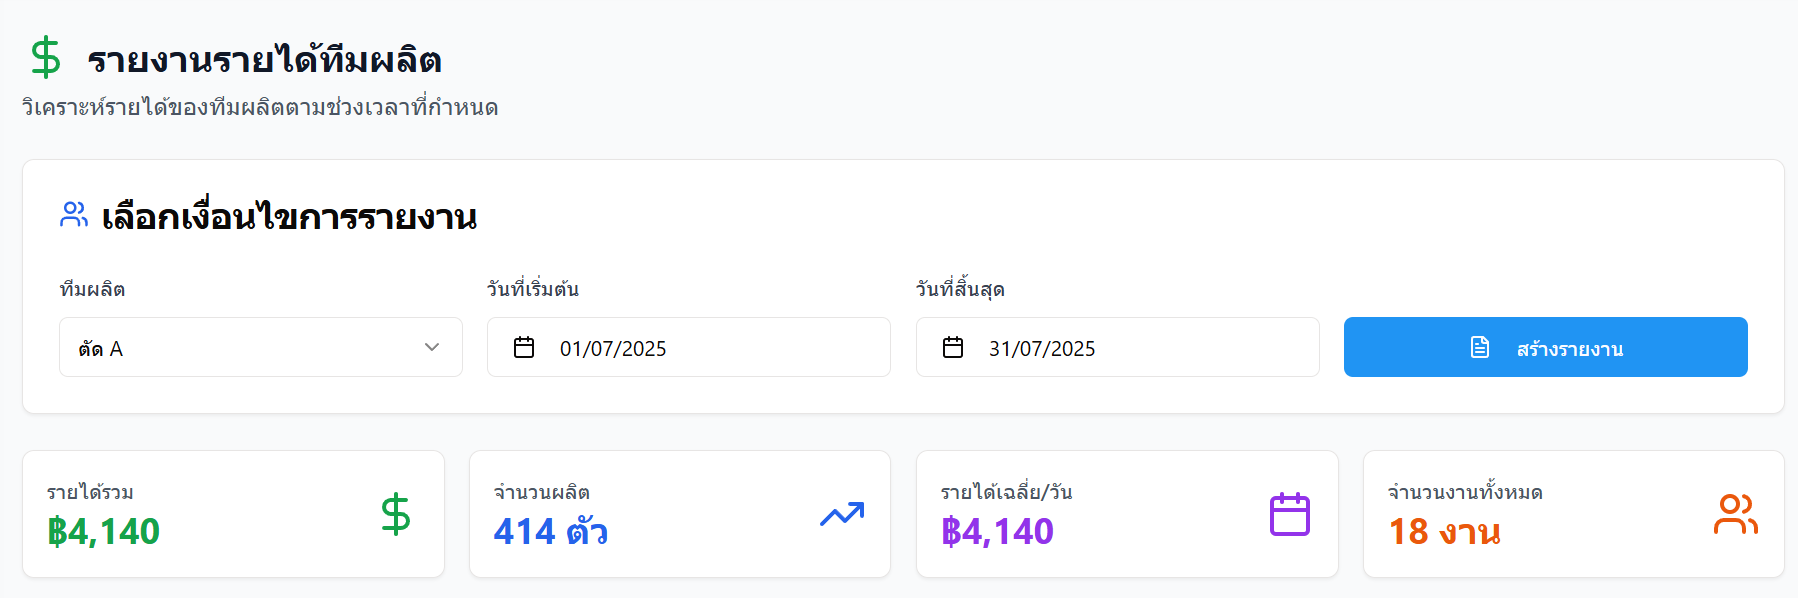 รายงานรายได้ทีมผลิต
วิเคราะห์รายได้ของทีมผลิตตามช่วงเวลาที่กำหนด
เลือกเงื่อนไขการรายงาน
ทีมผลิต
วันที่เริ่มต้น
วันที่สิ้นสุด
ตัด A
01/07/2025
31/07/2025
สร้างรายงาน
รายได้รวม
฿4,140
จำนวนผลิต
414 ตัว
รายได้เฉลี่ย/วัน
฿4,140
จำนวนงานทั้งหมด
18 งาน